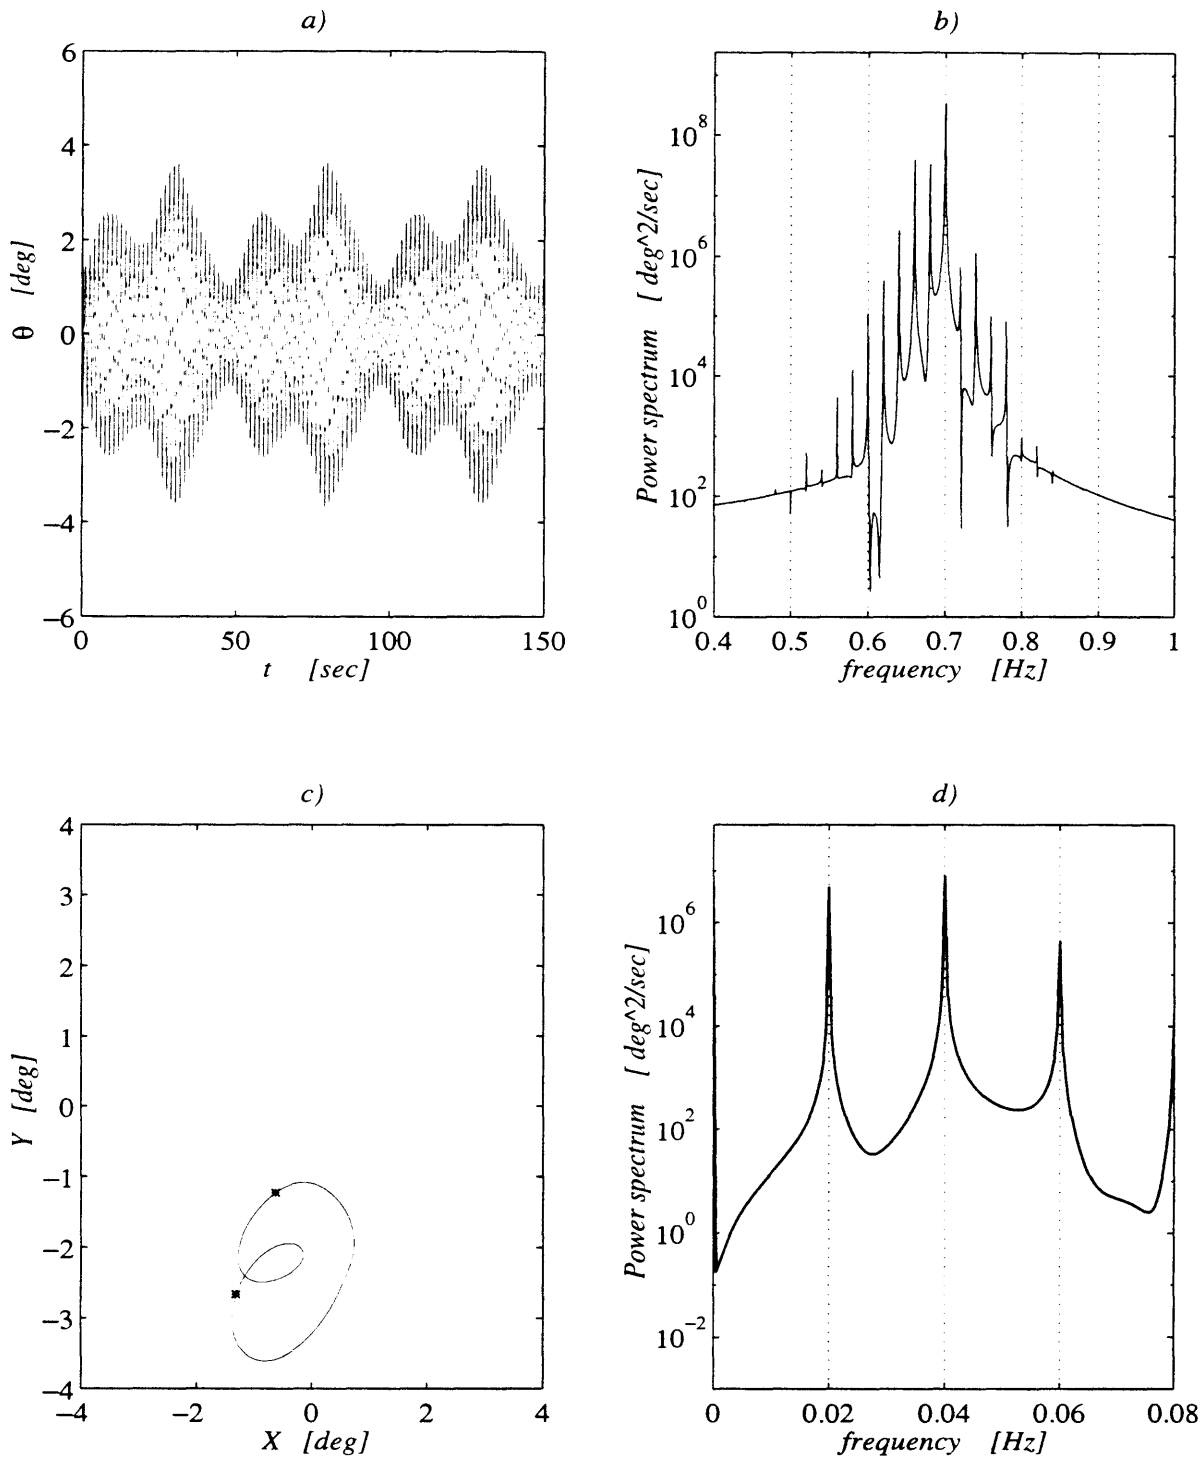 a)
6
4
2
0
−2
−4
−6
θ [deg]
0 50 100 150
t [sec]
b)
10^8
10^6
10^4
10^2
10^0
Power spectrum [ deg^2/sec]
0.4 0.5 0.6 0.7 0.8 0.9 1
frequency [Hz]
c)
4
3
2
1
0
−1
−2
−3
−4
Y [deg]
−4 −2 0 2 4
X [deg]
d)
10^6
10^4
10^2
10^0
10^−2
Power spectrum [ deg^2/sec]
0 0.02 0.04 0.06 0.08
frequency [Hz]